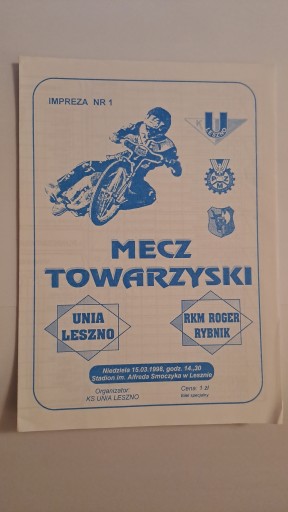 IMPREZA NR 1
K U
LESZNO
MECZ
TOWARZYSKI
UNIA
LESZNO
RKM ROGER
RYBNIK
Niedziela 15.03.1998, godz. 14.30
Stadion im. Alfreda Smoczyka w Lesznie
Organizator:
KS UNIA LESZNO
Cena 1 zł